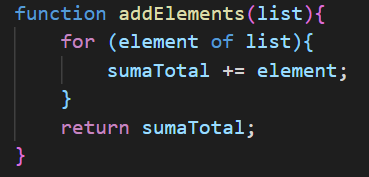 function addElements(list){
    for (element of list){
        sumaTotal += element;
    }
    return sumaTotal;
}